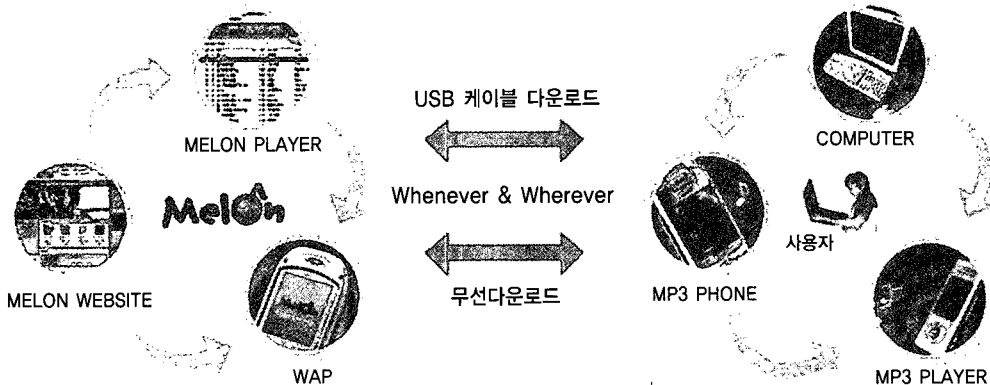 MELON PLAYER
MelOn
MELON WEBSITE
WAP
USB 케이블 다운로드
Whenever & Wherever
무선다운로드
COMPUTER
MP3 PHONE
사용자
MP3 PLAYER